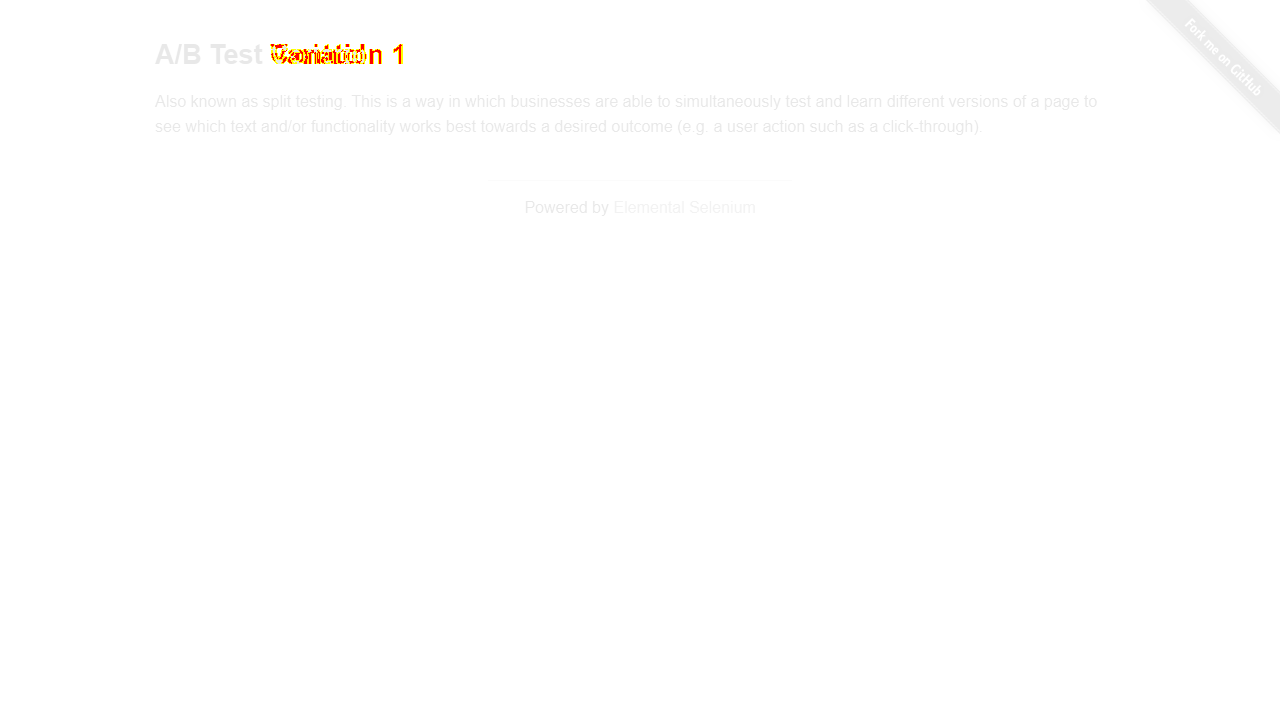 A/B Test Variation 1
Also known as split testing. This is a way in which businesses are able to simultaneously test and learn different versions of a page to
see which text and/or functionality works best towards a desired outcome (e.g. a user action such as a click-through).
Powered by Elemental Selenium
Fork me on GitHub